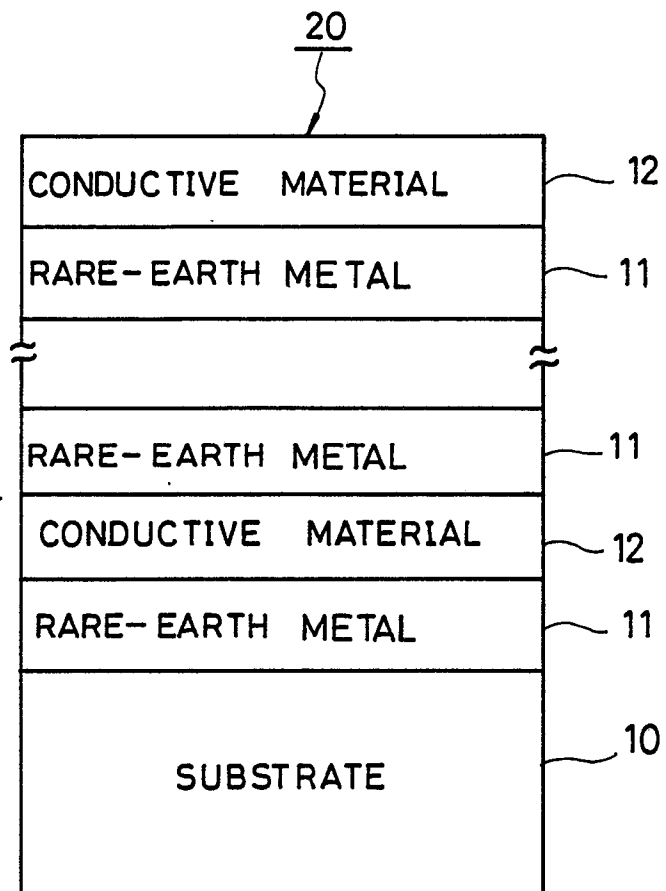 20
CONDUCTIVE MATERIAL 12
RARE-EARTH METAL 11
RARE-EARTH METAL 11
CONDUCTIVE MATERIAL 12
RARE-EARTH METAL 11
10
SUBSTRATE